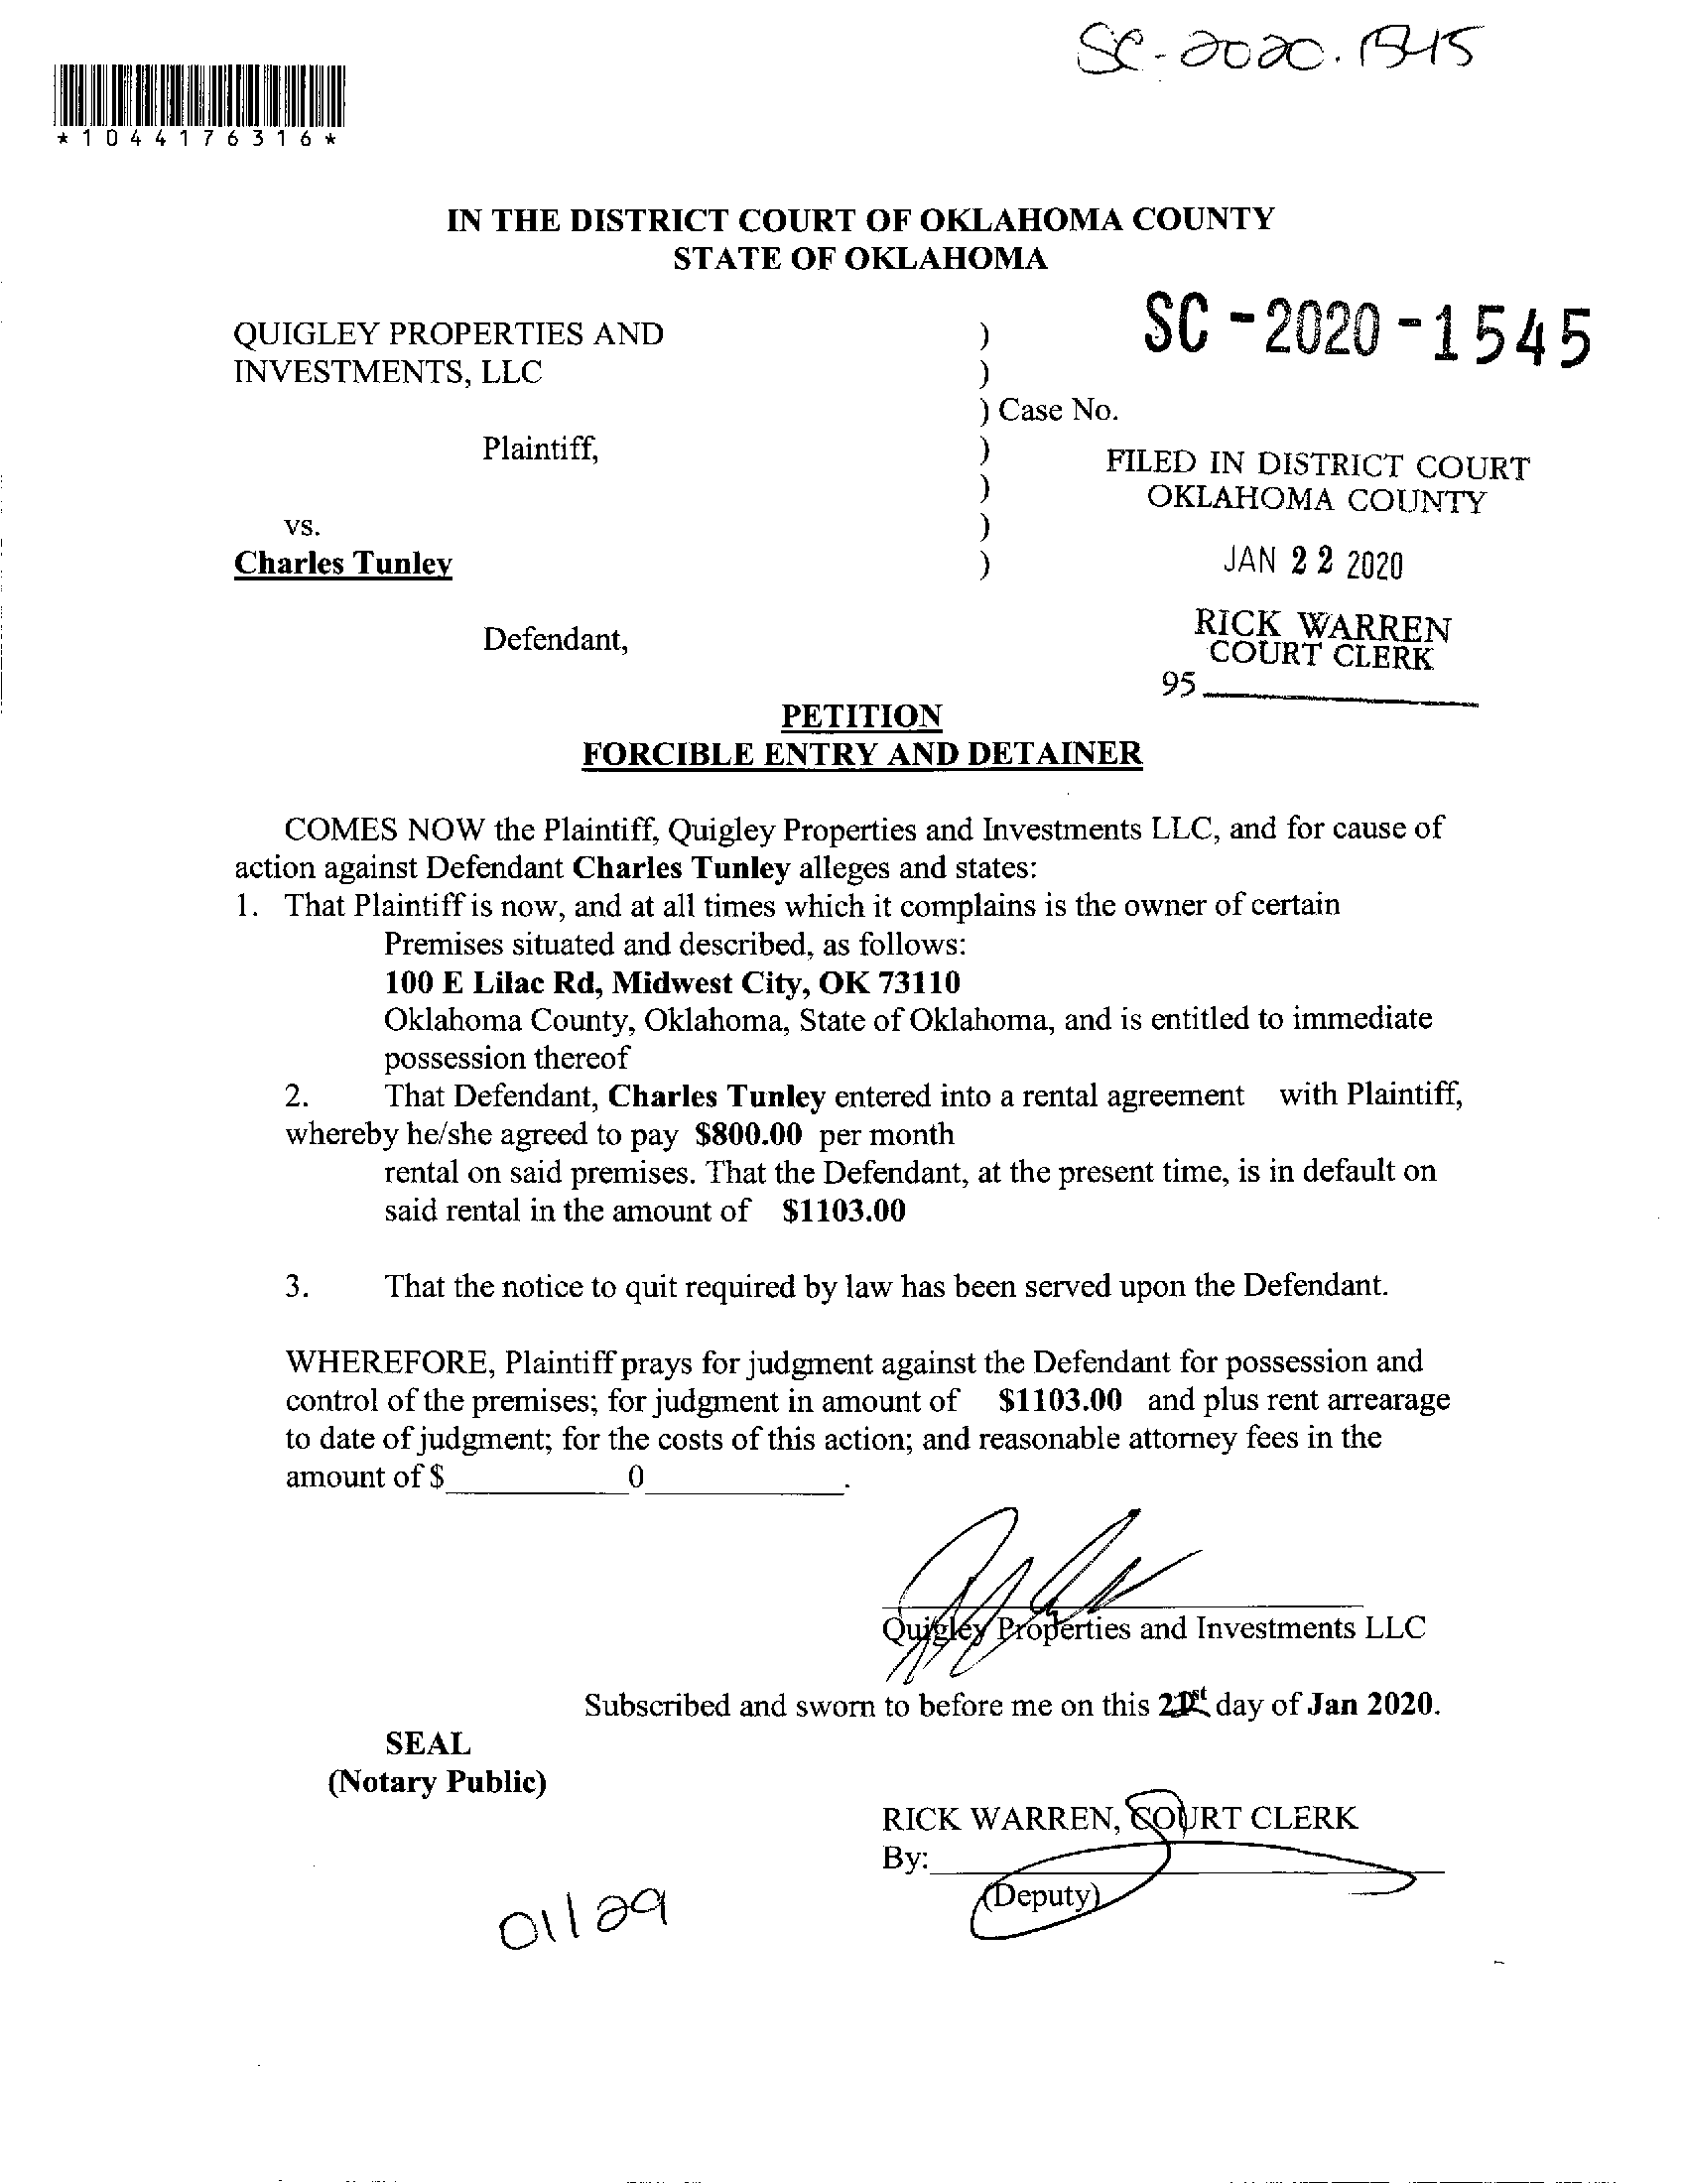 SC-2020-1545
*1044176316*
IN THE DISTRICT COURT OF OKLAHOMA COUNTY
STATE OF OKLAHOMA
QUIGLEY PROPERTIES AND
INVESTMENTS, LLC
Plaintiff,
vs.
Charles Tunley
Defendant,
)
)
) Case No.
)
)
)
)
SC-2020-1545
FILED IN DISTRICT COURT
OKLAHOMA COUNTY
JAN 22 2020
RICK WARREN
COURT CLERK
95
PETITION
FORCIBLE ENTRY AND DETAINER
COMES NOW the Plaintiff, Quigley Properties and Investments LLC, and for cause of
action against Defendant Charles Tunley alleges and states:
1. That Plaintiff is now, and at all times which it complains is the owner of certain
Premises situated and described, as follows:
100 E Lilac Rd, Midwest City, OK 73110
Oklahoma County, Oklahoma, State of Oklahoma, and is entitled to immediate
possession thereof
2. That Defendant, Charles Tunley entered into a rental agreement with Plaintiff,
whereby he/she agreed to pay $800.00 per month
rental on said premises. That the Defendant, at the present time, is in default on
said rental in the amount of $1103.00
3. That the notice to quit required by law has been served upon the Defendant.
WHEREFORE, Plaintiff prays for judgment against the Defendant for possession and
control of the premises; for judgment in amount of $1103.00 and plus rent arrearage
to date of judgment; for the costs of this action; and reasonable attorney fees in the
amount of $ 0 .
Quigley Properties and Investments LLC
Subscribed and sworn to before me on this day of Jan 2020.
SEAL
(Notary Public)
RICK WARREN, COURT CLERK
By:
(Deputy)
01/29